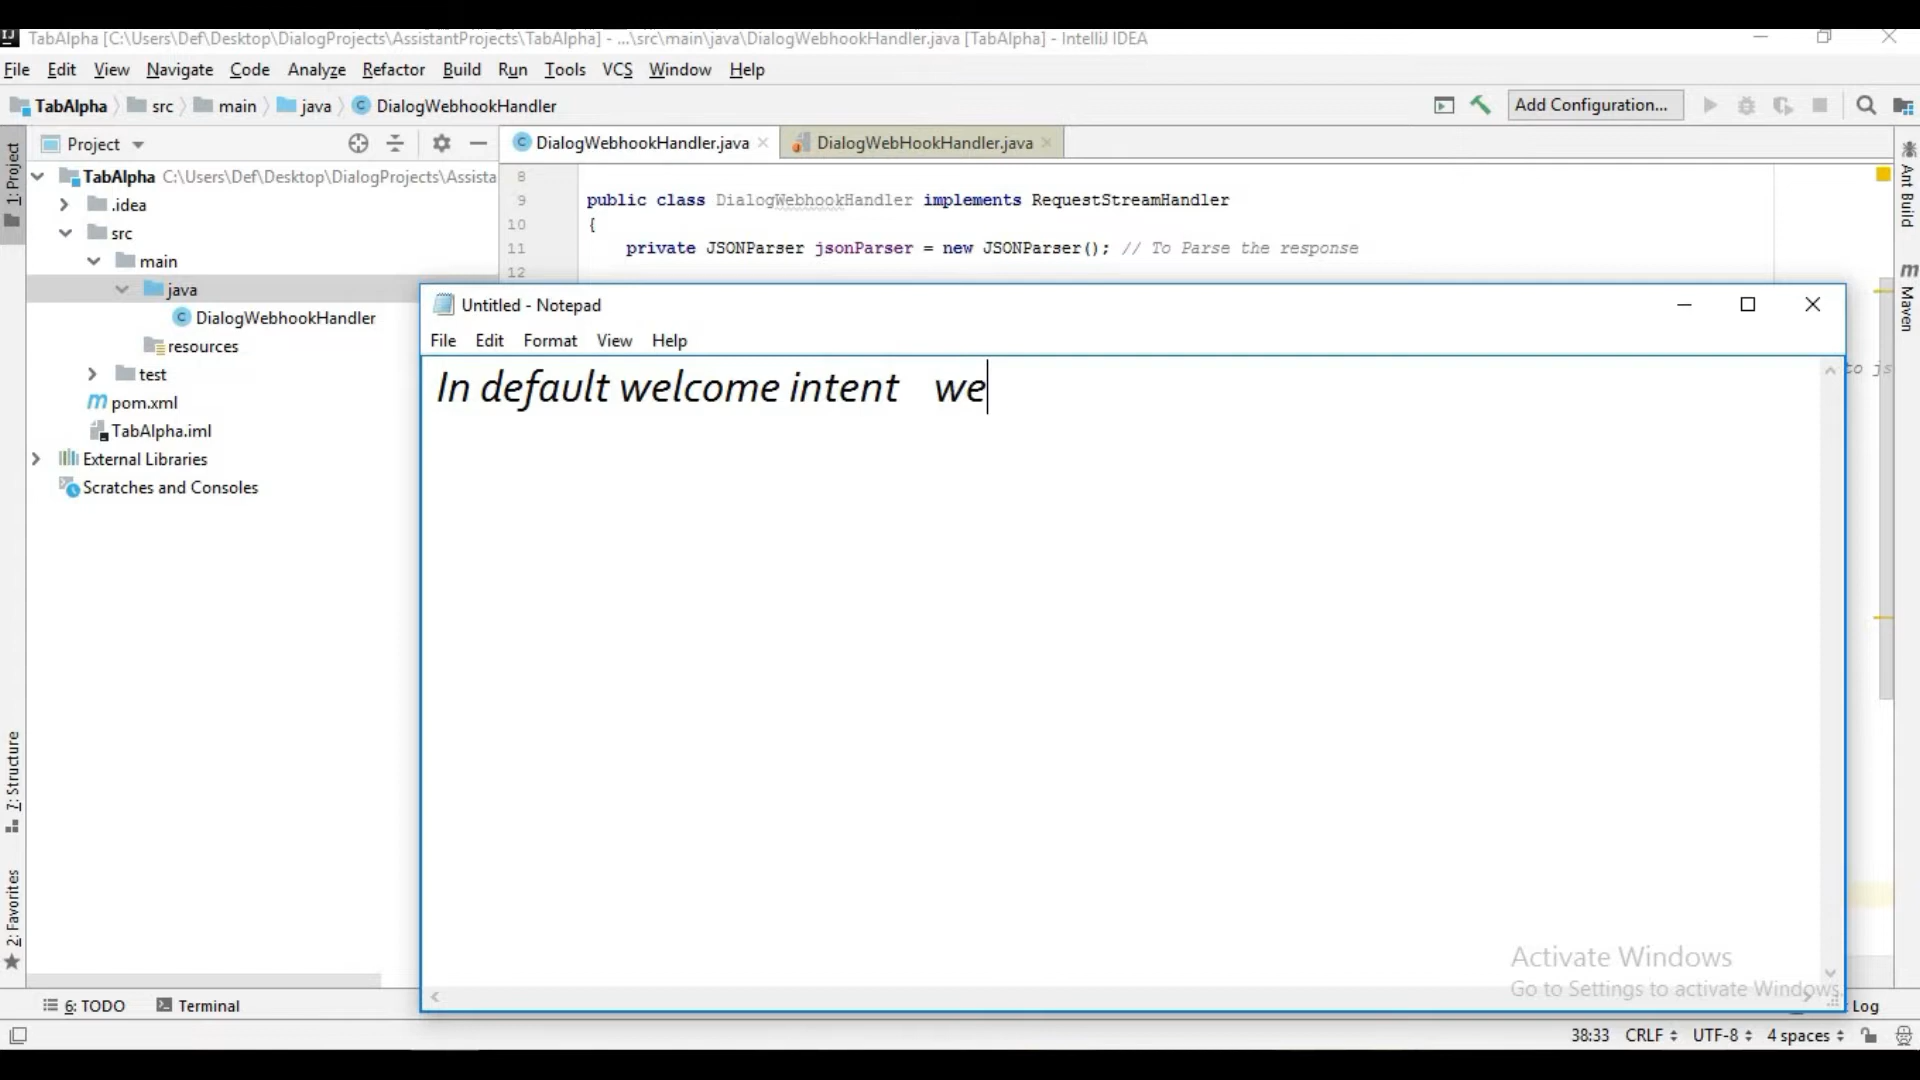 TabAlpha [C:\Users\Def\Desktop\DialogProjects\AssistantProjects\TabAlpha] - ...\src\main\java\DialogWebhookHandler.java [TabAlpha] - IntelliJ IDEA
File Edit View Navigate Code Analyze Refactor Build Run Tools VCS Window Help
TabAlpha src main java DialogWebhookHandler Add Configuration...
1: Project
Project
DialogWebhookHandler.java
DialogWebHookHandler.java
TabAlpha C:\Users\Def\Desktop\DialogProjects\Assista
.idea
src
main
java
DialogWebhookHandler
resources
test
pom.xml
TabAlpha.iml
External Libraries
Scratches and Consoles
8
9 public class DialogWebhookHandler implements RequestStreamHandler
10 {
11 private JSONParser jsonParser = new JSONParser(); // To Parse the response
12
to js
Ant Build
Maven
Untitled - Notepad
File Edit Format View Help
In default welcome intent we
Activate Windows
Go to Settings to activate Windows.
7: Structure
2: Favorites
6: TODO Terminal
Log
38:33 CRLF UTF-8 4 spaces